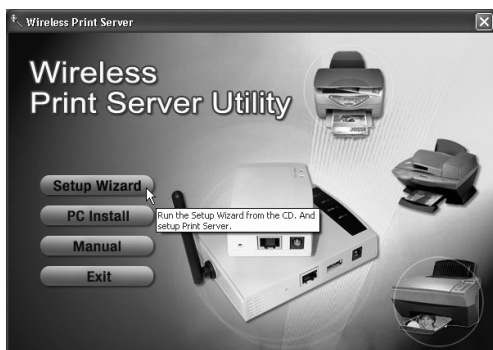 Wireless Print Server
Wireless
Print Server Utility
Setup Wizard
Run the Setup Wizard from the CD. And
setup Print Server.
PC Install
Manual
Exit